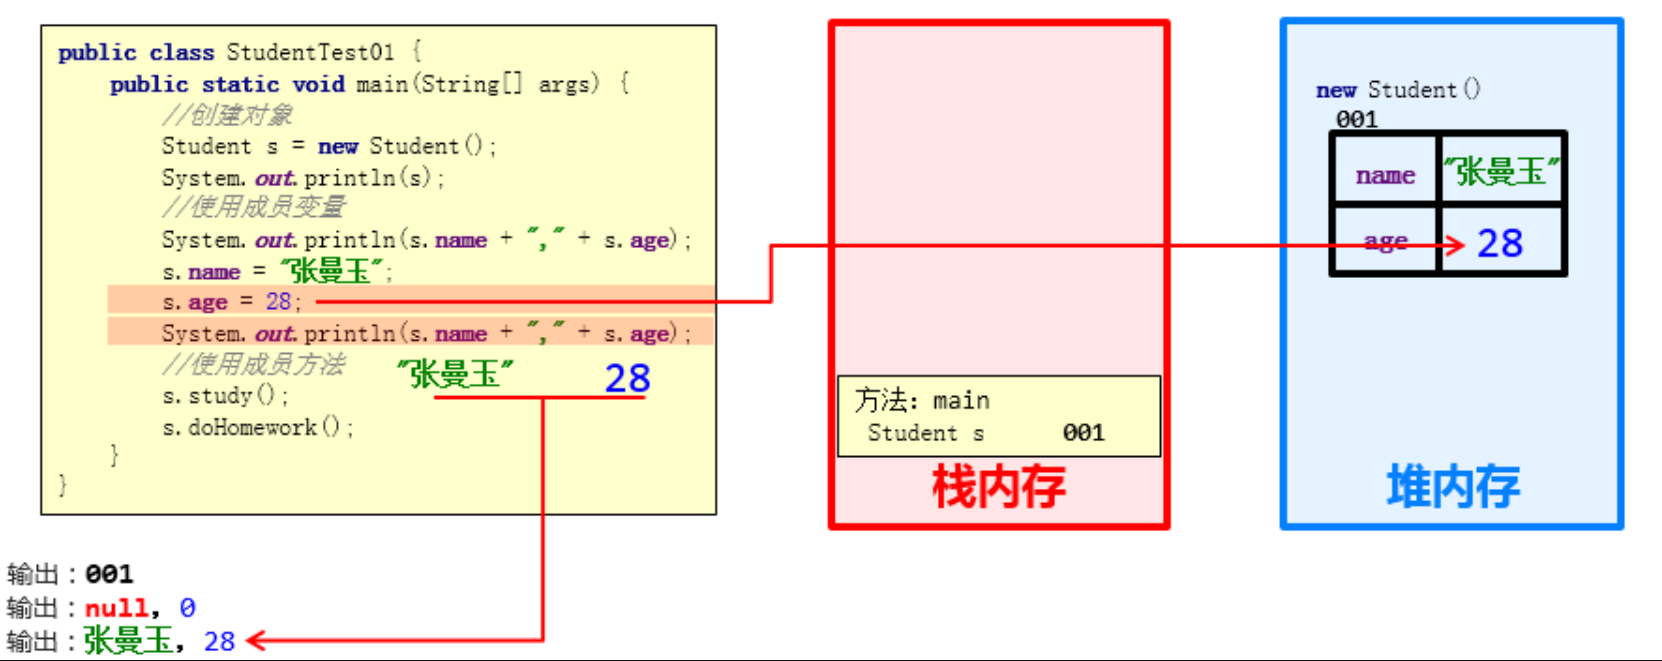 public class StudentTest01 {
public static void main(String[] args) {
//创建对象
Student s = new Student();
System.out.println(s);
//使用成员变量
System.out.println(s.name + "," + s.age);
s.name = "张曼玉";
s.age = 28;
System.out.println(s.name + "," + s.age);
//使用成员方法
"张曼玉" 28
s.study();
s.doHomework();
}
}
输出：001
输出：null，0
输出：张曼玉，28
方法：main
Student s 001
栈内存
new Student()
001
name "张曼玉"
age 28
堆内存